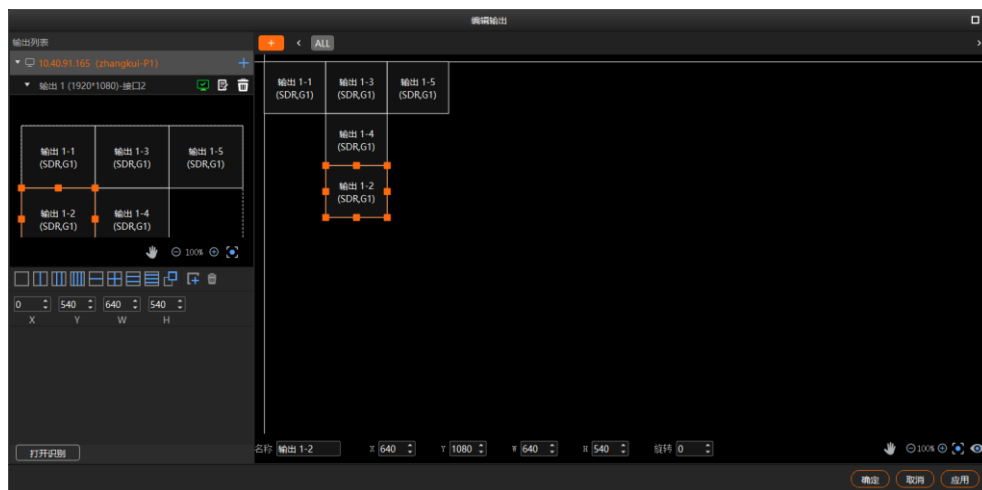 编辑输出
输出列表
10.40.91.165 (zhangkui-P1)
输出 1 (1920*1080)-接口2
输出 1-1
(SDR,G1)
输出 1-3
(SDR,G1)
输出 1-5
(SDR,G1)
输出 1-2
(SDR,G1)
输出 1-4
(SDR,G1)
100%
0 540 640 540
X Y W H
打开识别
+ < ALL >
输出 1-1
(SDR,G1)
输出 1-3
(SDR,G1)
输出 1-5
(SDR,G1)
输出 1-4
(SDR,G1)
输出 1-2
(SDR,G1)
名称 输出 1-2 X 640 Y 1080 W 640 H 540 旋转 0 100%
确定 取消 应用